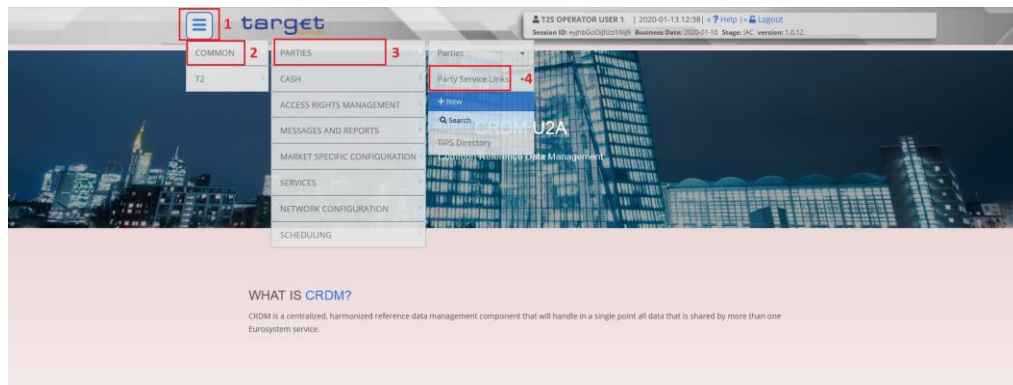 1 target
T2S OPERATOR USER 1 | 2020-01-13 12:38| » ? Help |» Logout
Business Date: 2020-01-10 Stage: IAC version: 1.0.12
Session ID:
COMMON 2
T2
PARTIES 3
CASH
ACCESS RIGHTS MANAGEMENT
MESSAGES AND REPORTS
MARKET SPECIFIC CONFIGURATION
SERVICES
NETWORK CONFIGURATION
SCHEDULING
Parties
Party Service Links 4
+ New
Search
TIPS Directory
CRDM U2A
Common Reference Data Management
WHAT IS CRDM?
CRDM is a centralized, harmonized reference data management component that will handle in a single point all data that is shared by more than one
Eurosystem service.